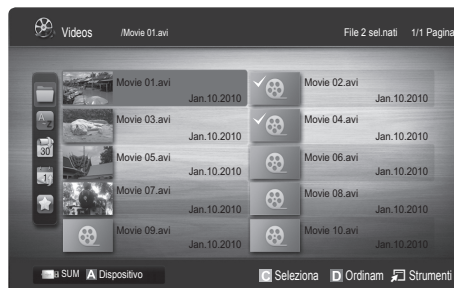 Videos /Movie 01.avi File 2 sel.nati 1/1 Pagina
Movie 01.avi Movie 02.avi
Jan.10.2010 Jan.10.2010
Movie 03.avi Movie 04.avi
Jan.10.2010 Jan.10.2010
Movie 05.avi Movie 06.avi
Jan.10.2010 Jan.10.2010
Movie 07.avi Movie 08.avi
Jan.10.2010 Jan.10.2010
Movie 09.avi Movie 10.avi
Jan.10.2010 Jan.10.2010
a SUM A Dispositivo C Seleziona D Ordinam Strumenti